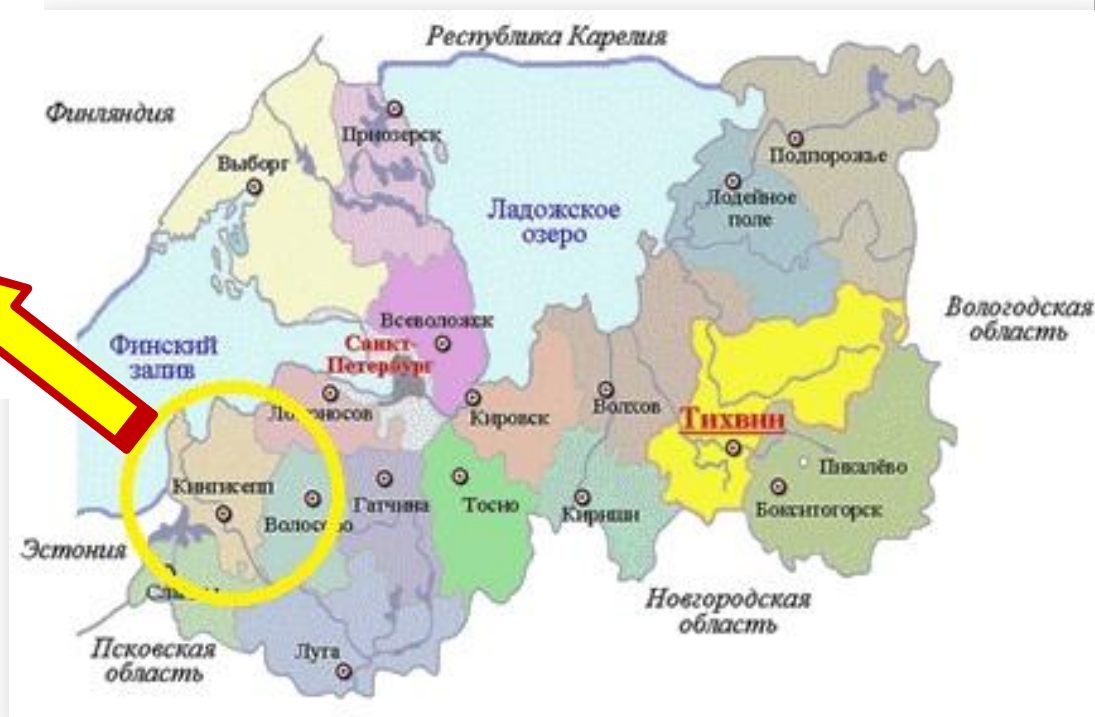 Республика Карелия
Финляндия
Приозерск
Выборг
Подпорожье
Лодейное
поле
Ладожское
озеро
Вологодская
область
Всеволожск
Финский
залив
Санкт-
Петербург
Ломоносов
Кировск
Волхов
Тихвин
Кингисепп
Пикалёво
Волосово
Гатчина
Тосно
Кириши
Бокситогорск
Эстония
Новгородская
область
Псковская
область
Луга